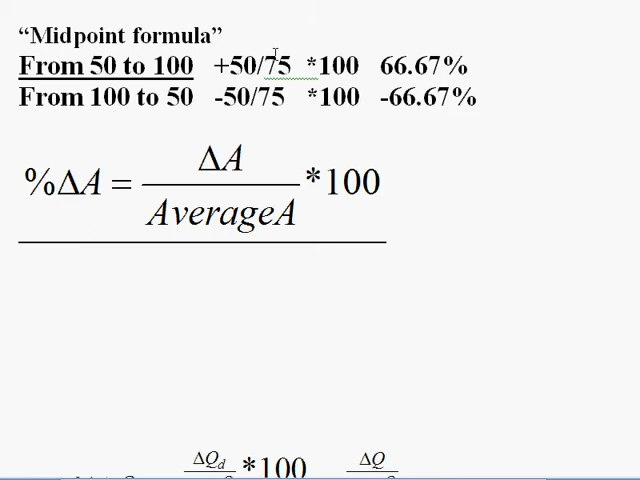 “Midpoint formula”
From 50 to 100 +50/75 *100 66.67%
From 100 to 50 -50/75 *100 -66.67%
%ΔA = ΔA / AverageA *100
ΔQd *100 ΔQ